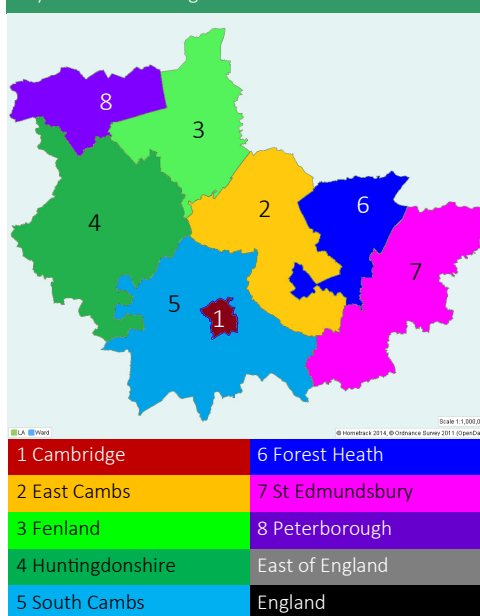 8
3
2
6
4
7
5
1
Scale 1:1,000,0
LA Ward
© Hometrack 2014, © Ordnance Survey 2011 (OpenDa
1 Cambridge
6 Forest Heath
2 East Cambs
7 St Edmundsbury
3 Fenland
8 Peterborough
4 Huntingdonshire
East of England
5 South Cambs
England